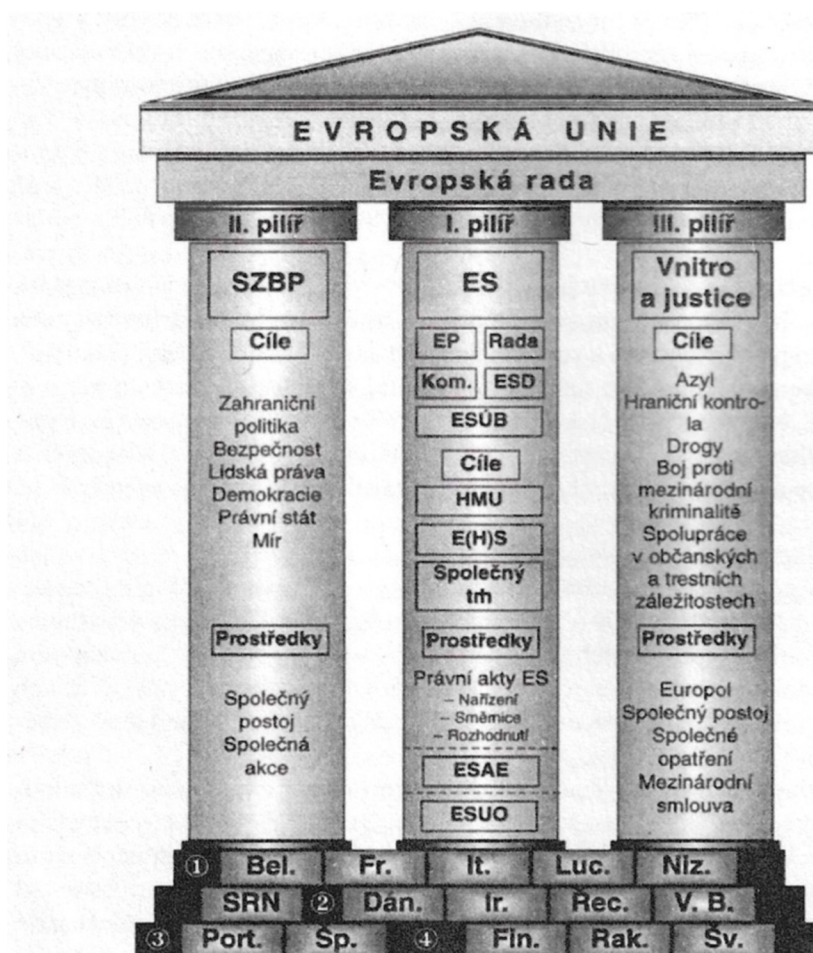 EVROPSKÁ UNIE
Evropská rada
II. pilíř
SZBP
Cíle
Zahraniční
politika
Bezpečnost
Lidská práva
Demokracie
Právní stát
Mír
Prostředky
Společný
postoj
Společná
akce
I. pilíř
ES
EP Rada
Kom. ESD
ESÚB
Cíle
HMU
E(H)S
Společný
trh
Prostředky
Právní akty ES
– Nařízení
– Směrnice
– Rozhodnutí
ESAE
ESUO
III. pilíř
Vnitro
a justice
Cíle
Azyl
Hraniční kontro-
la
Drogy
Boj proti
mezinárodní
kriminalitě
Spolupráce
v občanských
a trestních
záležitostech
Prostředky
Europol
Společný postoj
Společné
opatření
Mezinárodní
smlouva
① Bel. Fr. It. Luc. Niz.
SRN ② Dán. Ir. Řec. V. B.
③ Port. Šp. ④ Fin. Rak. Šv.